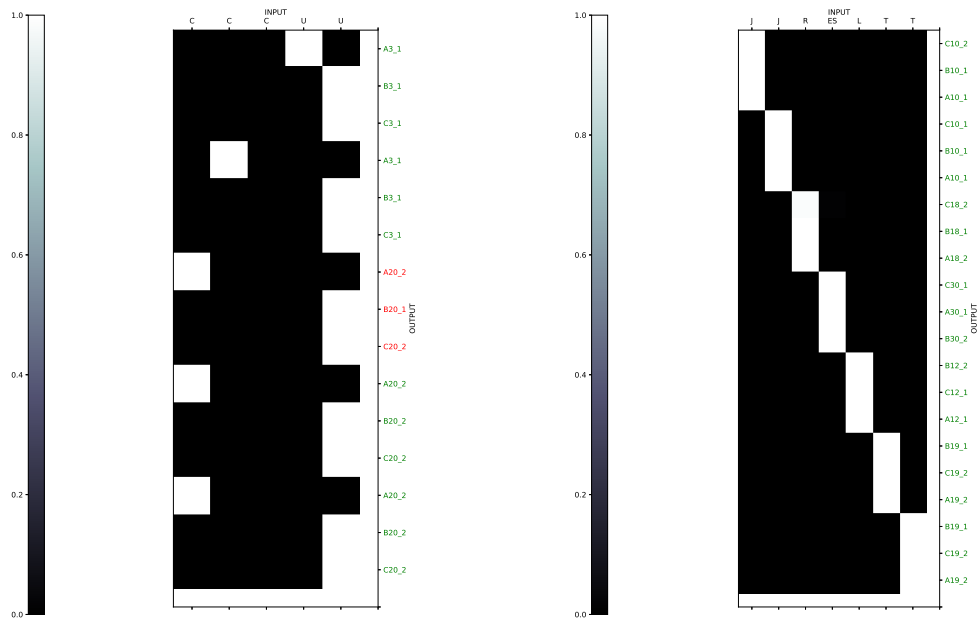 INPUT
C C C U U
1.0
0.8
0.6
0.4
0.2
0.0
A3_1
B3_1
C3_1
A3_1
B3_1
C3_1
A20_2
B20_1
C20_2
A20_2
B20_2
C20_2
A20_2
B20_2
C20_2
OUTPUT
INPUT
J J R ES L T T
1.0
0.8
0.6
0.4
0.2
0.0
C10_2
B10_1
A10_1
C10_1
B10_1
A10_1
C18_2
B18_1
A18_2
C30_1
A30_1
B30_2
B12_2
C12_1
A12_1
B19_1
C19_2
A19_2
B19_1
C19_2
A19_2
OUTPUT